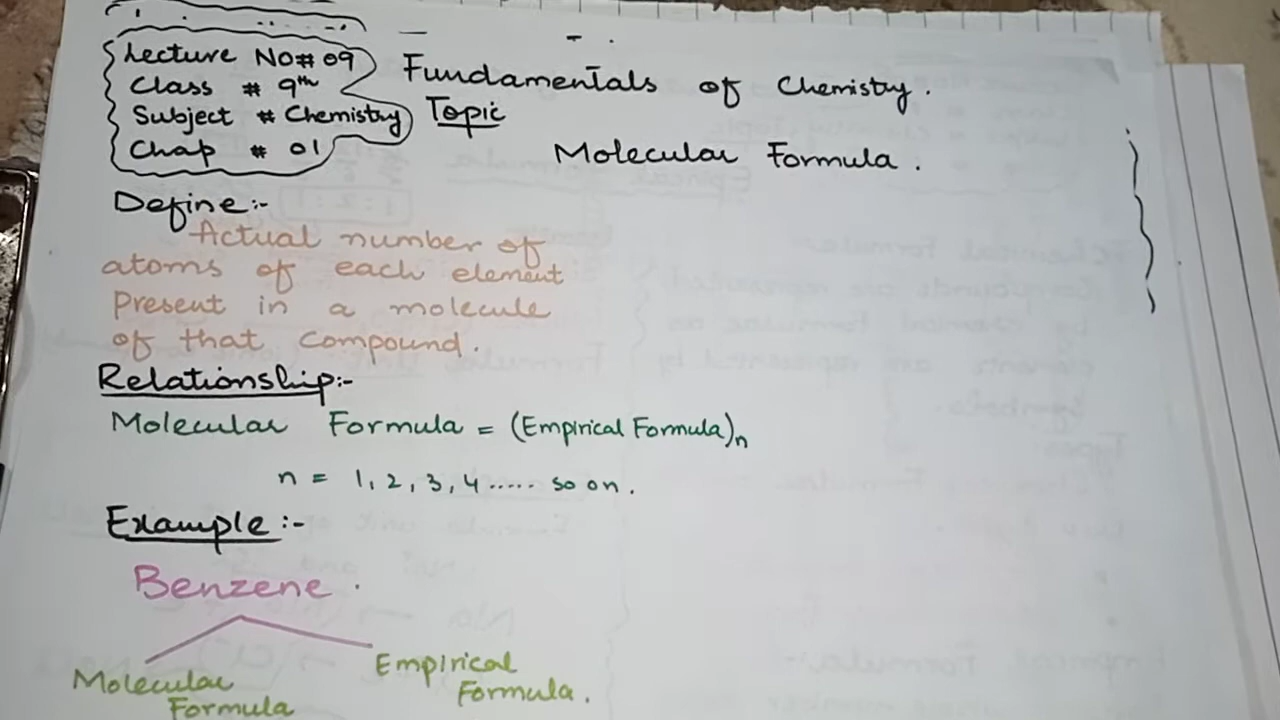 Lecture No# 09
Class # 9th
Subject # Chemistry
Chap # 01
Fundamentals of Chemistry.
Topic
Molecular Formula.
Define:-
Actual number of
atoms of each element
Present in a molecule
of that compound.
Relationship:-
Molecular Formula = (Empirical Formula)n
n = 1, 2, 3, 4 ..... so on.
Example :-
Benzene.
Molecular
Formula
Empirical
Formula.